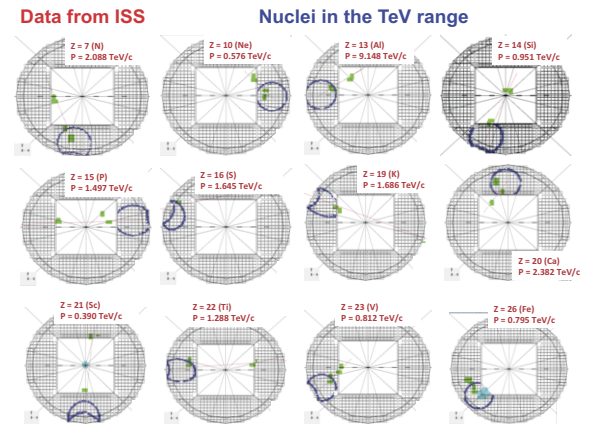 Data from ISS
Nuclei in the TeV range
Z = 7 (N)
P = 2.088 TeV/c
Z = 10 (Ne)
P = 0.576 TeV/c
Z = 13 (Al)
P = 9.148 TeV/c
Z = 14 (Si)
P = 0.951 TeV/c
Z = 15 (P)
P = 1.497 TeV/c
Z = 16 (S)
P = 1.645 TeV/c
Z = 19 (K)
P = 1.686 TeV/c
Z = 20 (Ca)
P = 2.382 TeV/c
Z = 21 (Sc)
P = 0.390 TeV/c
Z = 22 (Ti)
P = 1.288 TeV/c
Z = 23 (V)
P = 0.812 TeV/c
Z = 26 (Fe)
P = 0.795 TeV/c